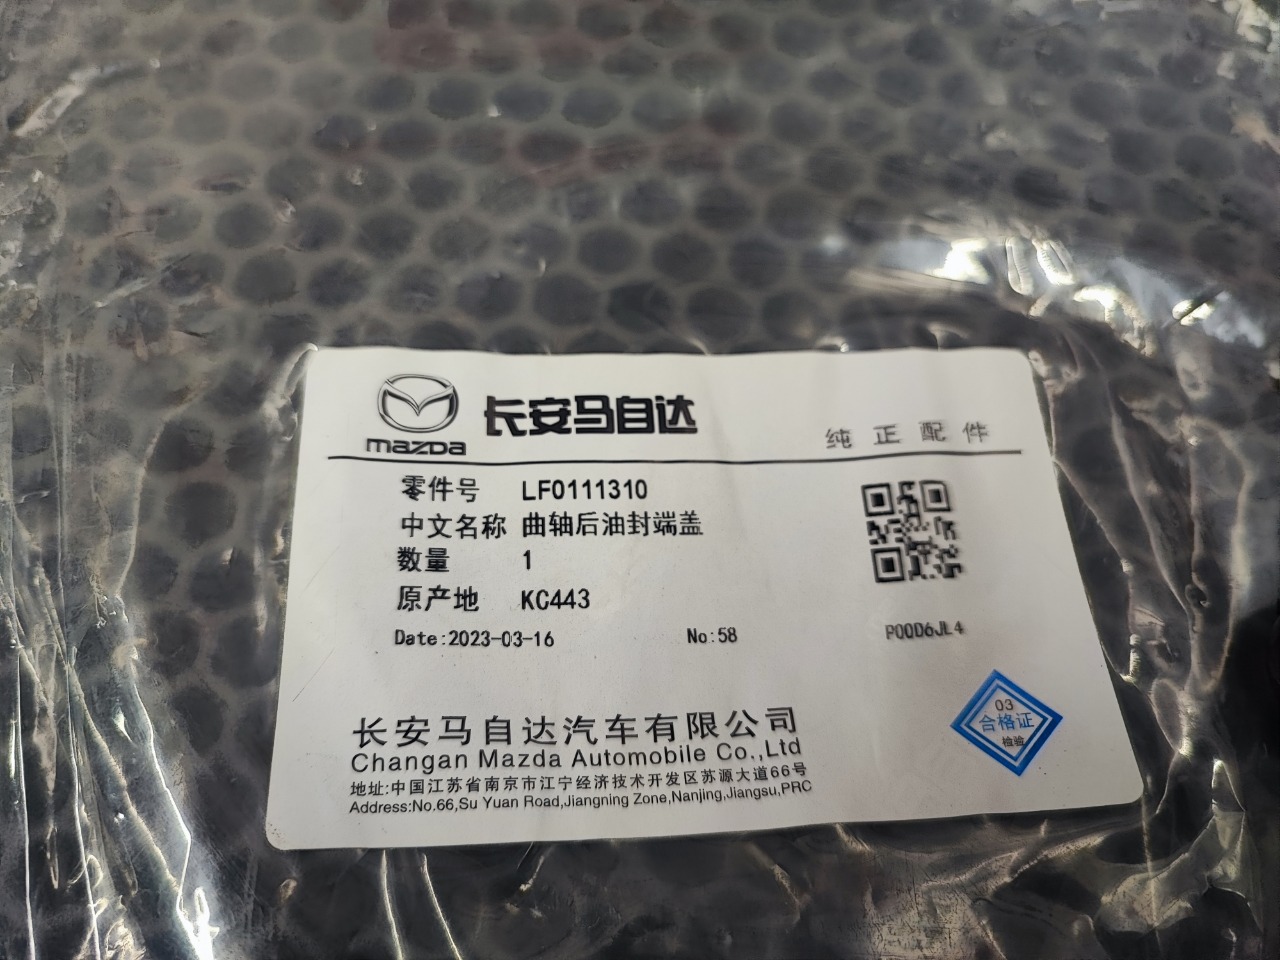 mazda 长安马自达
纯正配件
零件号 LF0111310
中文名称 曲轴后油封端盖
数量 1
原产地 KC443
Date:2023-03-16 No:58 P00D6JL4
03
合格证
检验
长安马自达汽车有限公司
Changan Mazda Automobile Co.,Ltd
地址:中国江苏省南京市江宁经济技术开发区苏源大道66号
Address:No.66,Su Yuan Road,Jiangning Zone,Nanjing,Jiangsu,PRC